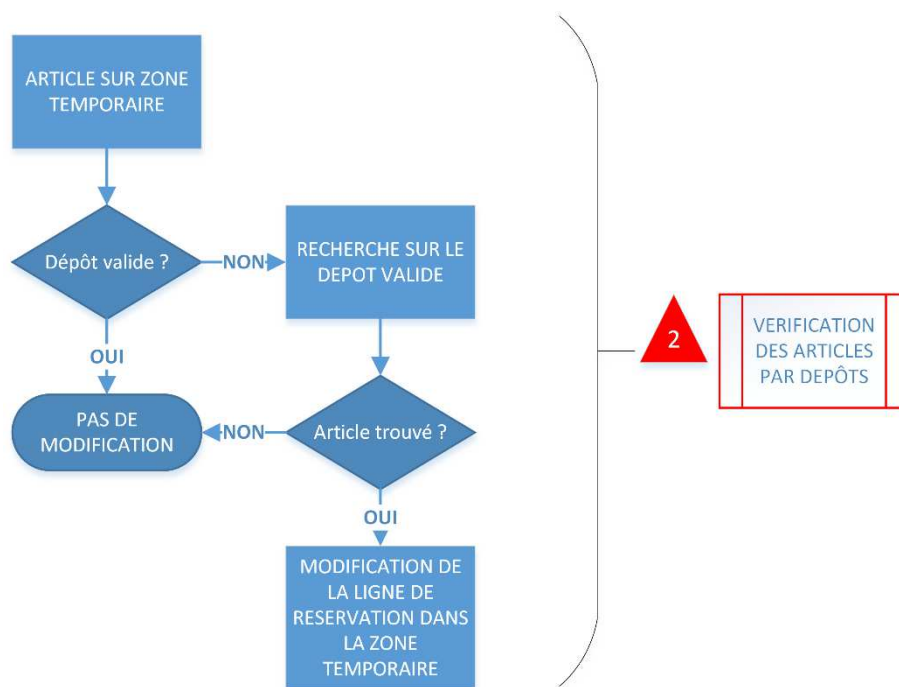 ARTICLE SUR ZONE
TEMPORAIRE
Dépôt valide ?
NON
RECHERCHE SUR LE
DEPOT VALIDE
OUI
PAS DE
MODIFICATION
NON
Article trouvé ?
OUI
MODIFICATION DE
LA LIGNE DE
RESERVATION DANS
LA ZONE
TEMPORAIRE
2
VERIFICATION
DES ARTICLES
PAR DEPÔTS